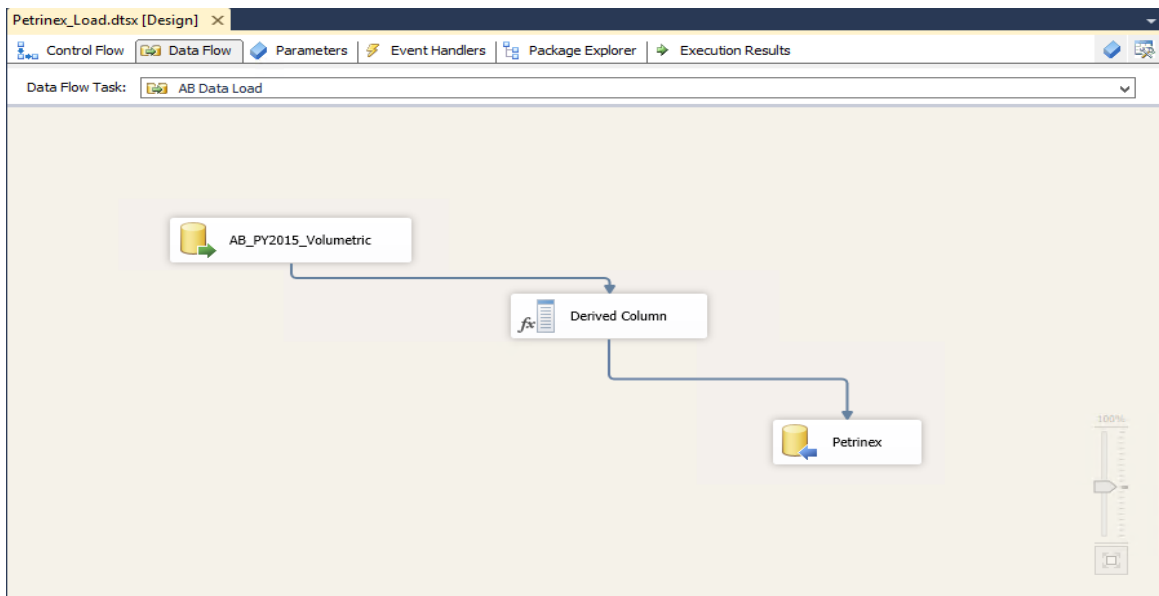 Petrinex_Load.dtsx [Design]
Control Flow Data Flow Parameters Event Handlers Package Explorer Execution Results
Data Flow Task: AB Data Load
AB_PY2015_Volumetric
fx Derived Column
Petrinex
100%